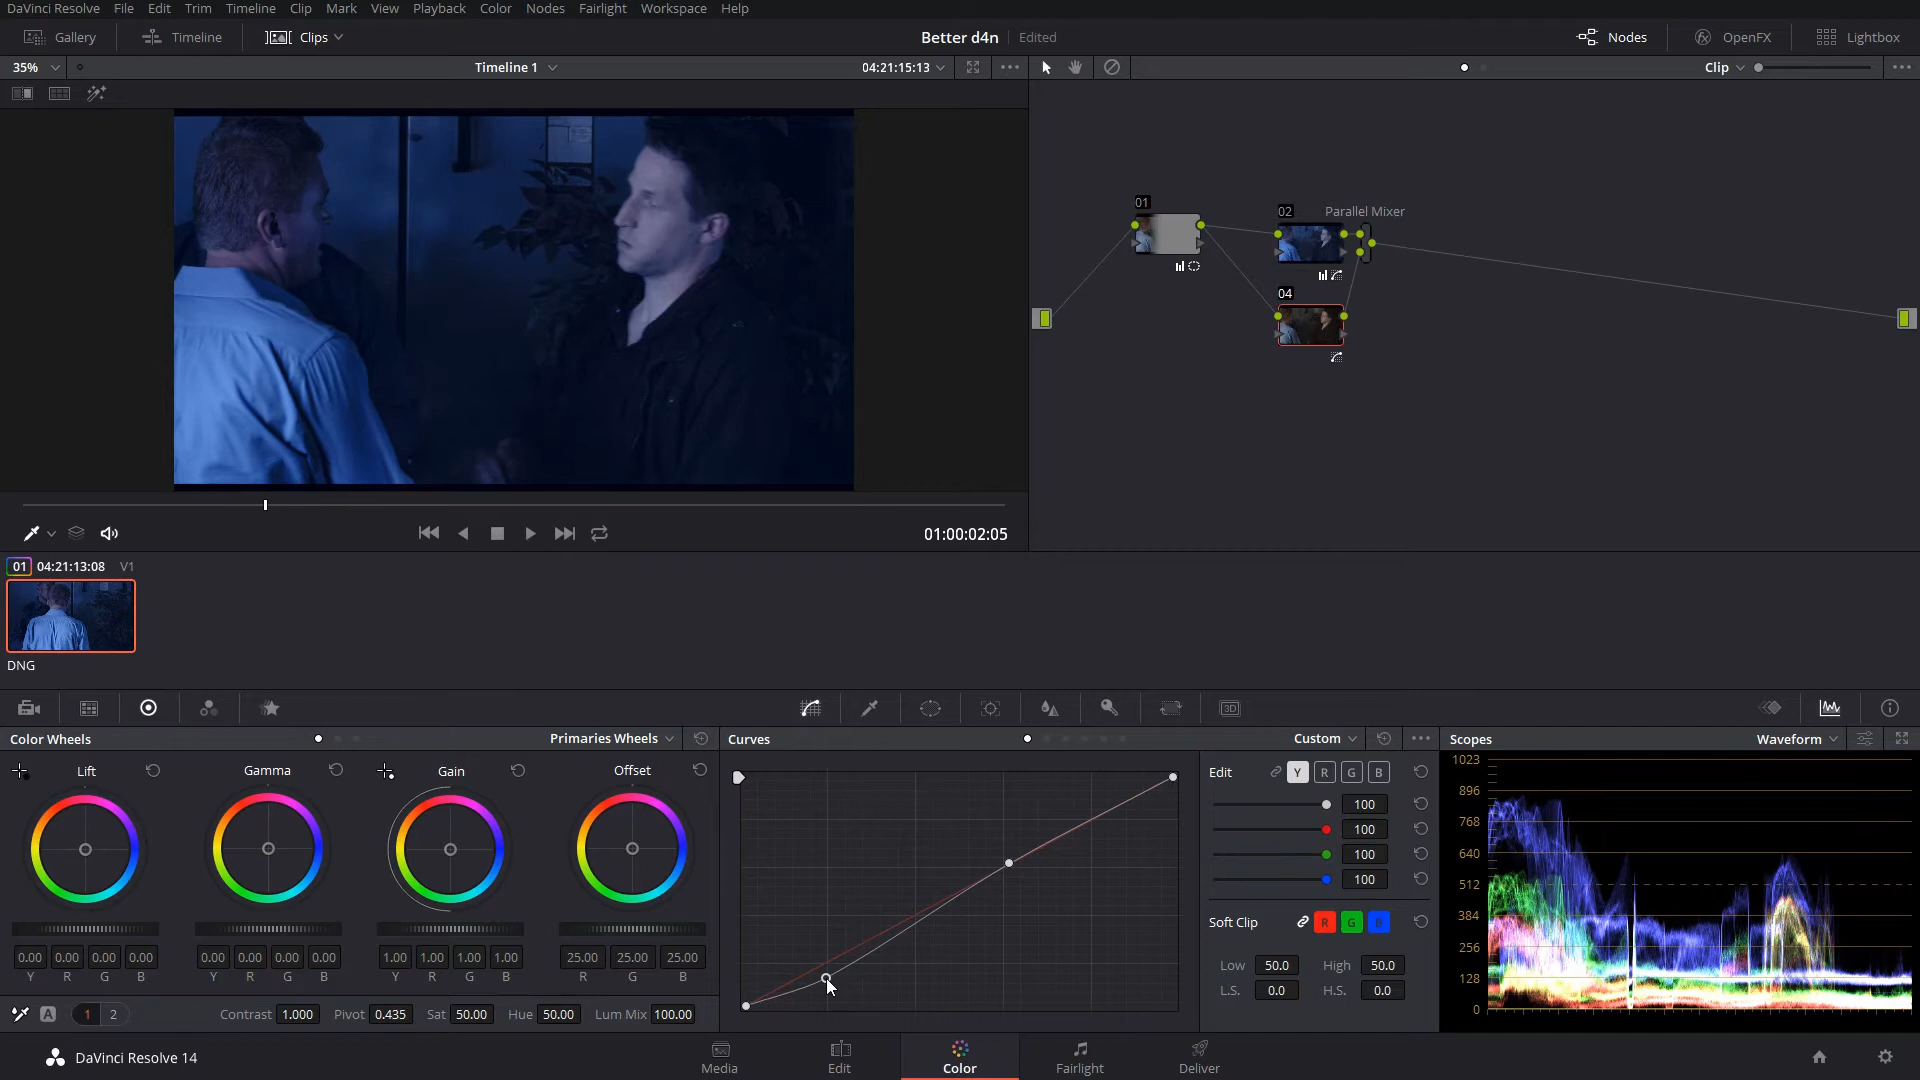 DaVinci Resolve File Edit Trim Timeline Clip Mark View Playback Color Nodes Fairlight Workspace Help
Gallery Timeline Clips Better d4n Edited Nodes OpenFX Lightbox
35% Timeline 1 04:21:15:13 Clip
01
02 Parallel Mixer
04
01:00:02:05
01 04:21:13:08 V1
DNG
3D
Color Wheels Primaries Wheels Curves Custom Scopes Waveform
Lift Gamma Gain Offset
Edit Y R G B
100
100
100
100
Soft Clip R G B
Low 50.0 High 50.0
L.S. 0.0 H.S. 0.0
1023
896
768
640
512
384
256
128
0
0.00 0.00 0.00 0.00 0.00 0.00 0.00 0.00 1.00 1.00 1.00 1.00 25.00 25.00 25.00
Y R G B Y R G B Y R G B R G B
A 1 2 Contrast 1.000 Pivot 0.435 Sat 50.00 Hue 50.00 Lum Mix 100.00
DaVinci Resolve 14 Media Edit Color Fairlight Deliver